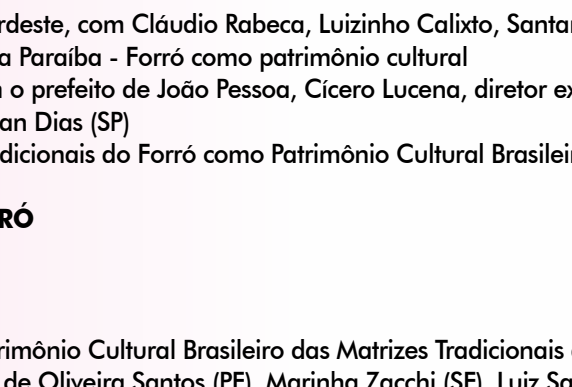 rdeste, com Cláudio Rabeca, Luizinho Calixto, Santa
a Paraíba - Forró como patrimônio cultural
o prefeito de João Pessoa, Cícero Lucena, diretor ex
an Dias (SP)
dicionais do Forró como Patrimônio Cultural Brasilei
RÓ
rimônio Cultural Brasileiro das Matrizes Tradicionais
de Oliveira Santos (PE), Marinha Zacchi (SE), Luiz Sa